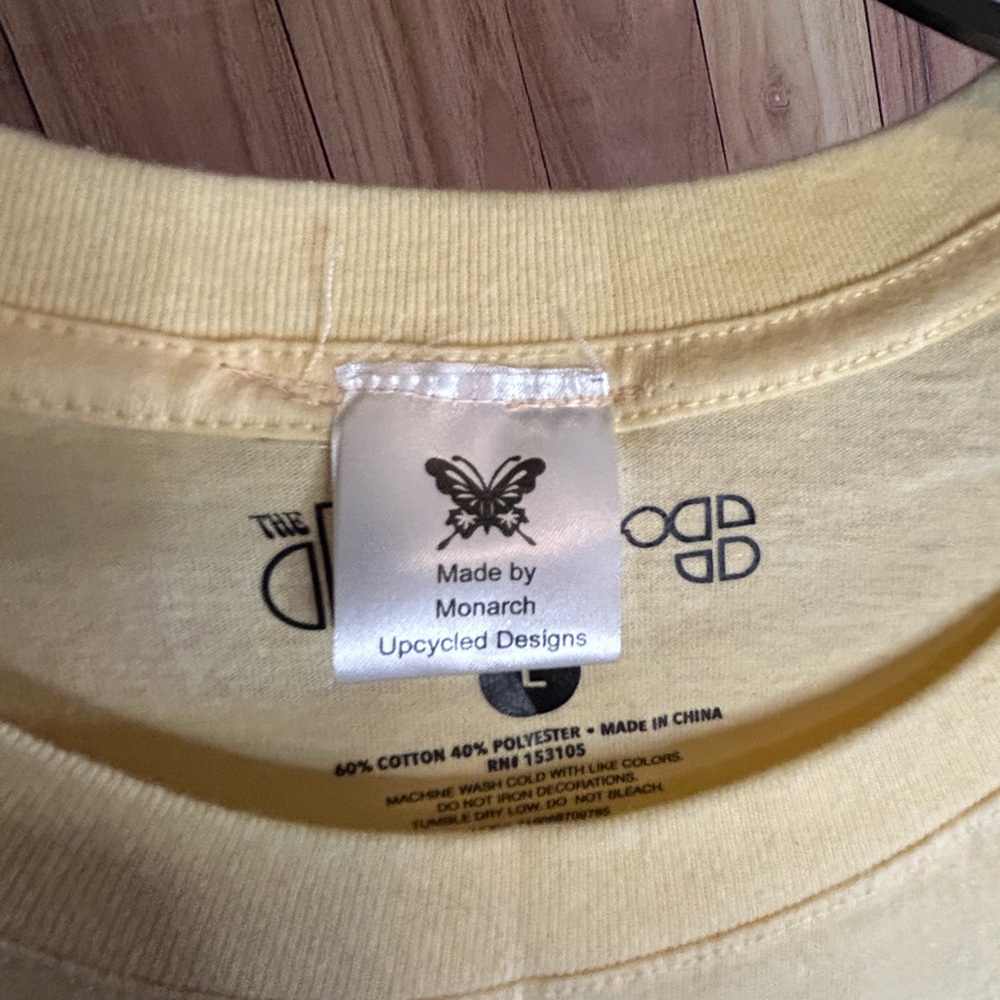 THE
Made by
Monarch
Upcycled Designs
L
60% COTTON 40% POLYESTER • MADE IN CHINA
RN# 153105
MACHINE WASH COLD WITH LIKE COLORS.
DO NOT IRON DECORATIONS.
TUMBLE DRY LOW. DO NOT BLEACH.